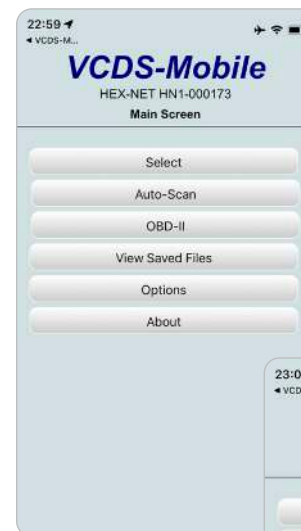 22:59
◀ VCDS-M...
VCDS-Mobile
HEX-NET HN1-000173
Main Screen
Select
Auto-Scan
OBD-II
View Saved Files
Options
About
23:0
◀ VCD